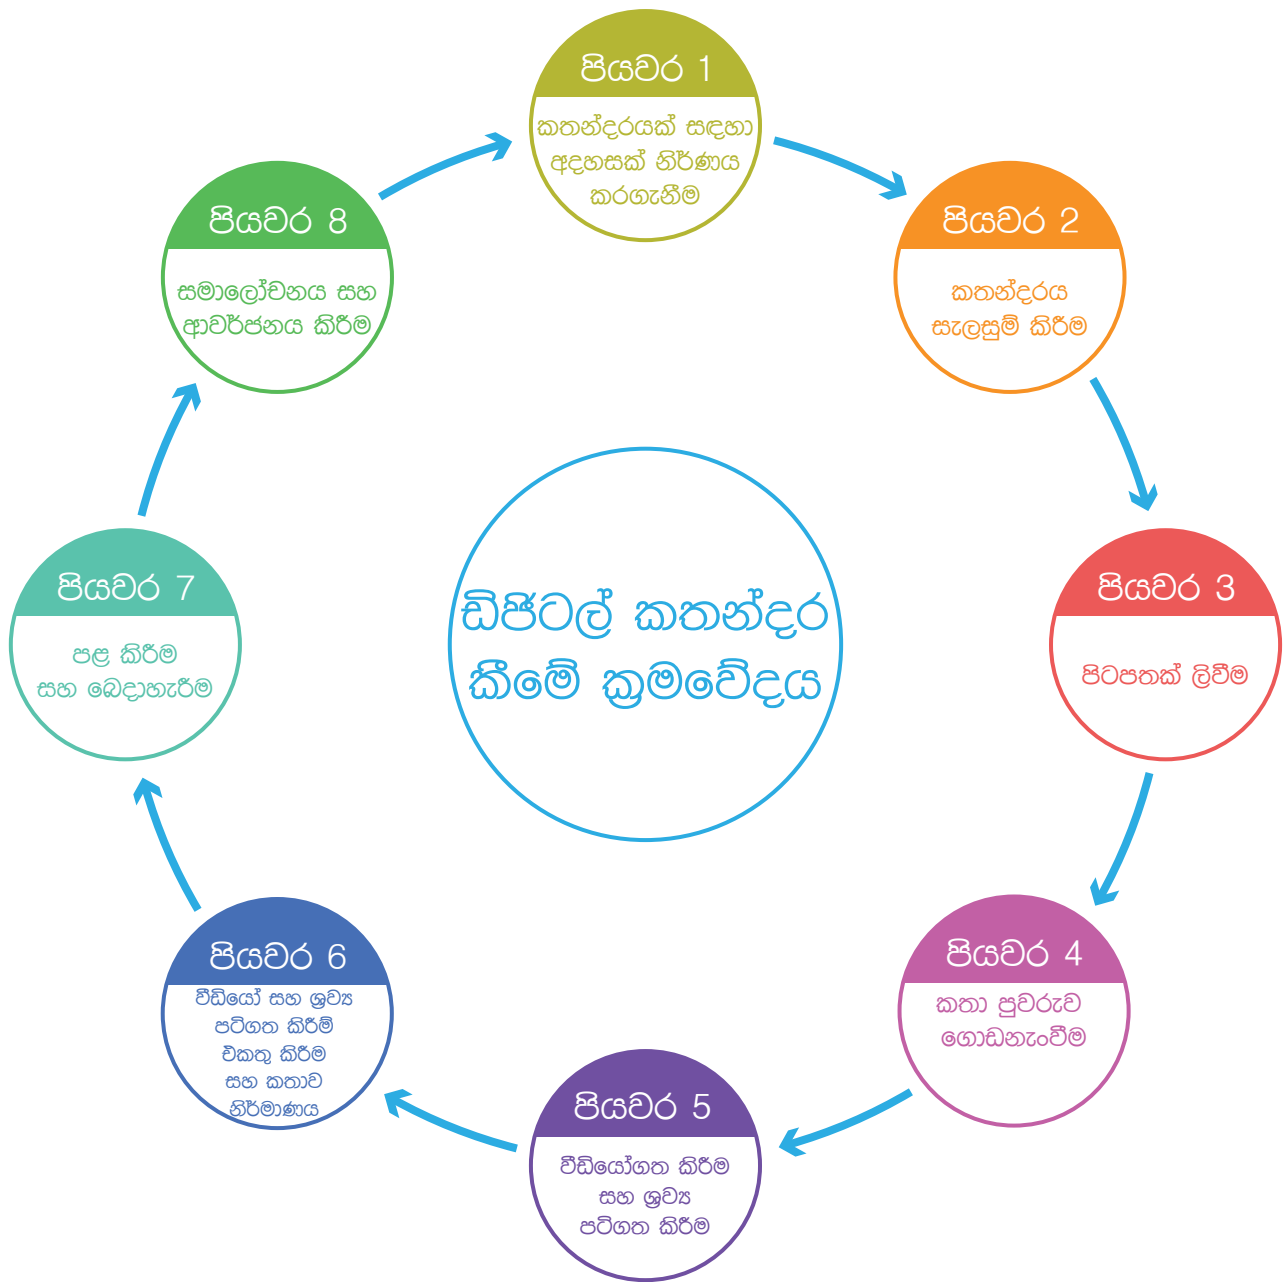 පියවර 1
කතන්දරයක් සඳහා
අදහසක් නිර්ණය
කරගැනීම
පියවර 2
කතන්දරය
සැලසුම් කිරීම
පියවර 3
පිටපතක් ලිවීම
පියවර 4
කතා පුවරුව
ගොඩනැංවීම
පියවර 5
වීඩියෝගත කිරීම
සහ ශ්‍රව්‍ය
පටිගත කිරීම
පියවර 6
වීඩියෝ සහ ශ්‍රව්‍ය
පටිගත කිරීම්
එකතු කිරීම
සහ කතාව
නිර්මාණය
පියවර 7
පළ කිරීම
සහ බෙදාහැරීම
පියවර 8
සමාලෝචනය සහ
ආවර්ජනය කිරීම
ඩිජිටල් කතන්දර
කීමේ ක්‍රමවේදය